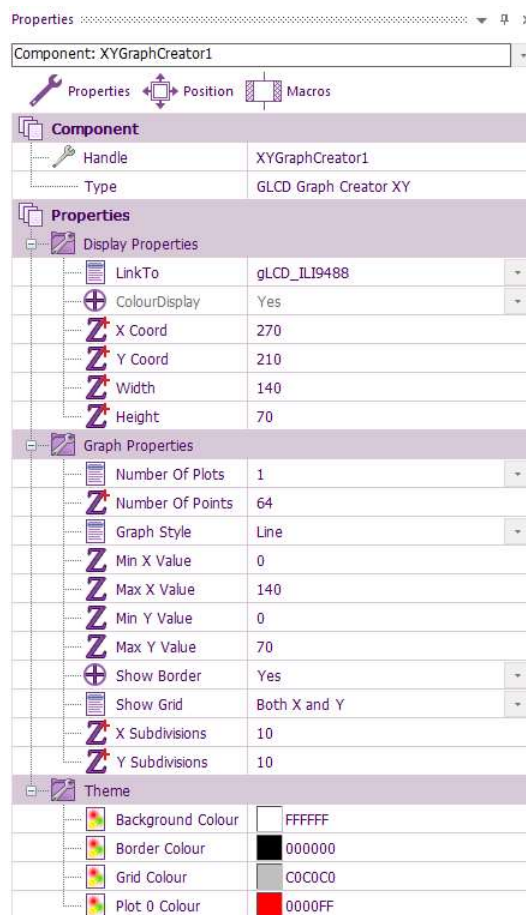 Properties
Component: XYGraphCreator1
Properties Position Macros
Component
Handle XYGraphCreator1
Type GLCD Graph Creator XY
Properties
Display Properties
LinkTo gLCD_ILI9488
ColourDisplay Yes
X Coord 270
Y Coord 210
Width 140
Height 70
Graph Properties
Number Of Plots 1
Number Of Points 64
Graph Style Line
Min X Value 0
Max X Value 140
Min Y Value 0
Max Y Value 70
Show Border Yes
Show Grid Both X and Y
X Subdivisions 10
Y Subdivisions 10
Theme
Background Colour FFFFFF
Border Colour 000000
Grid Colour C0C0C0
Plot 0 Colour 0000FF